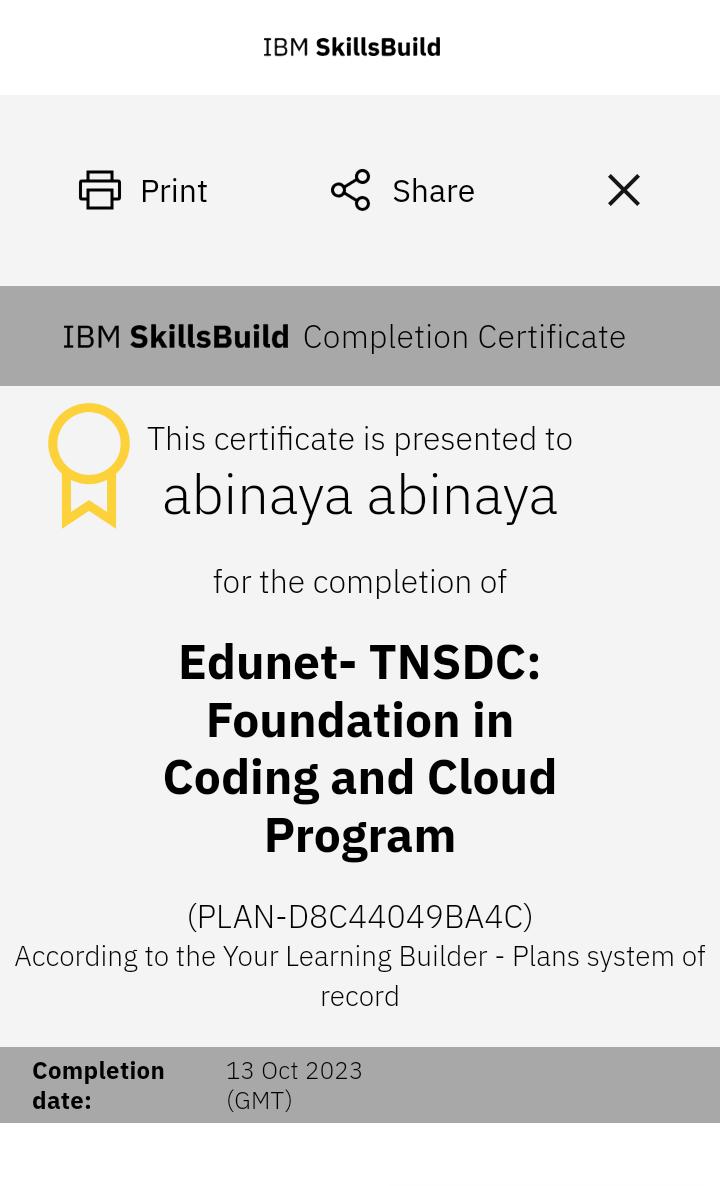 IBM SkillsBuild
Print
Share
IBM SkillsBuild Completion Certificate
This certificate is presented to
abinaya abinaya
for the completion of
Edunet- TNSDC:
Foundation in
Coding and Cloud
Program
(PLAN-D8C44049BA4C)
According to the Your Learning Builder - Plans system of
record
Completion 13 Oct 2023
date: (GMT)